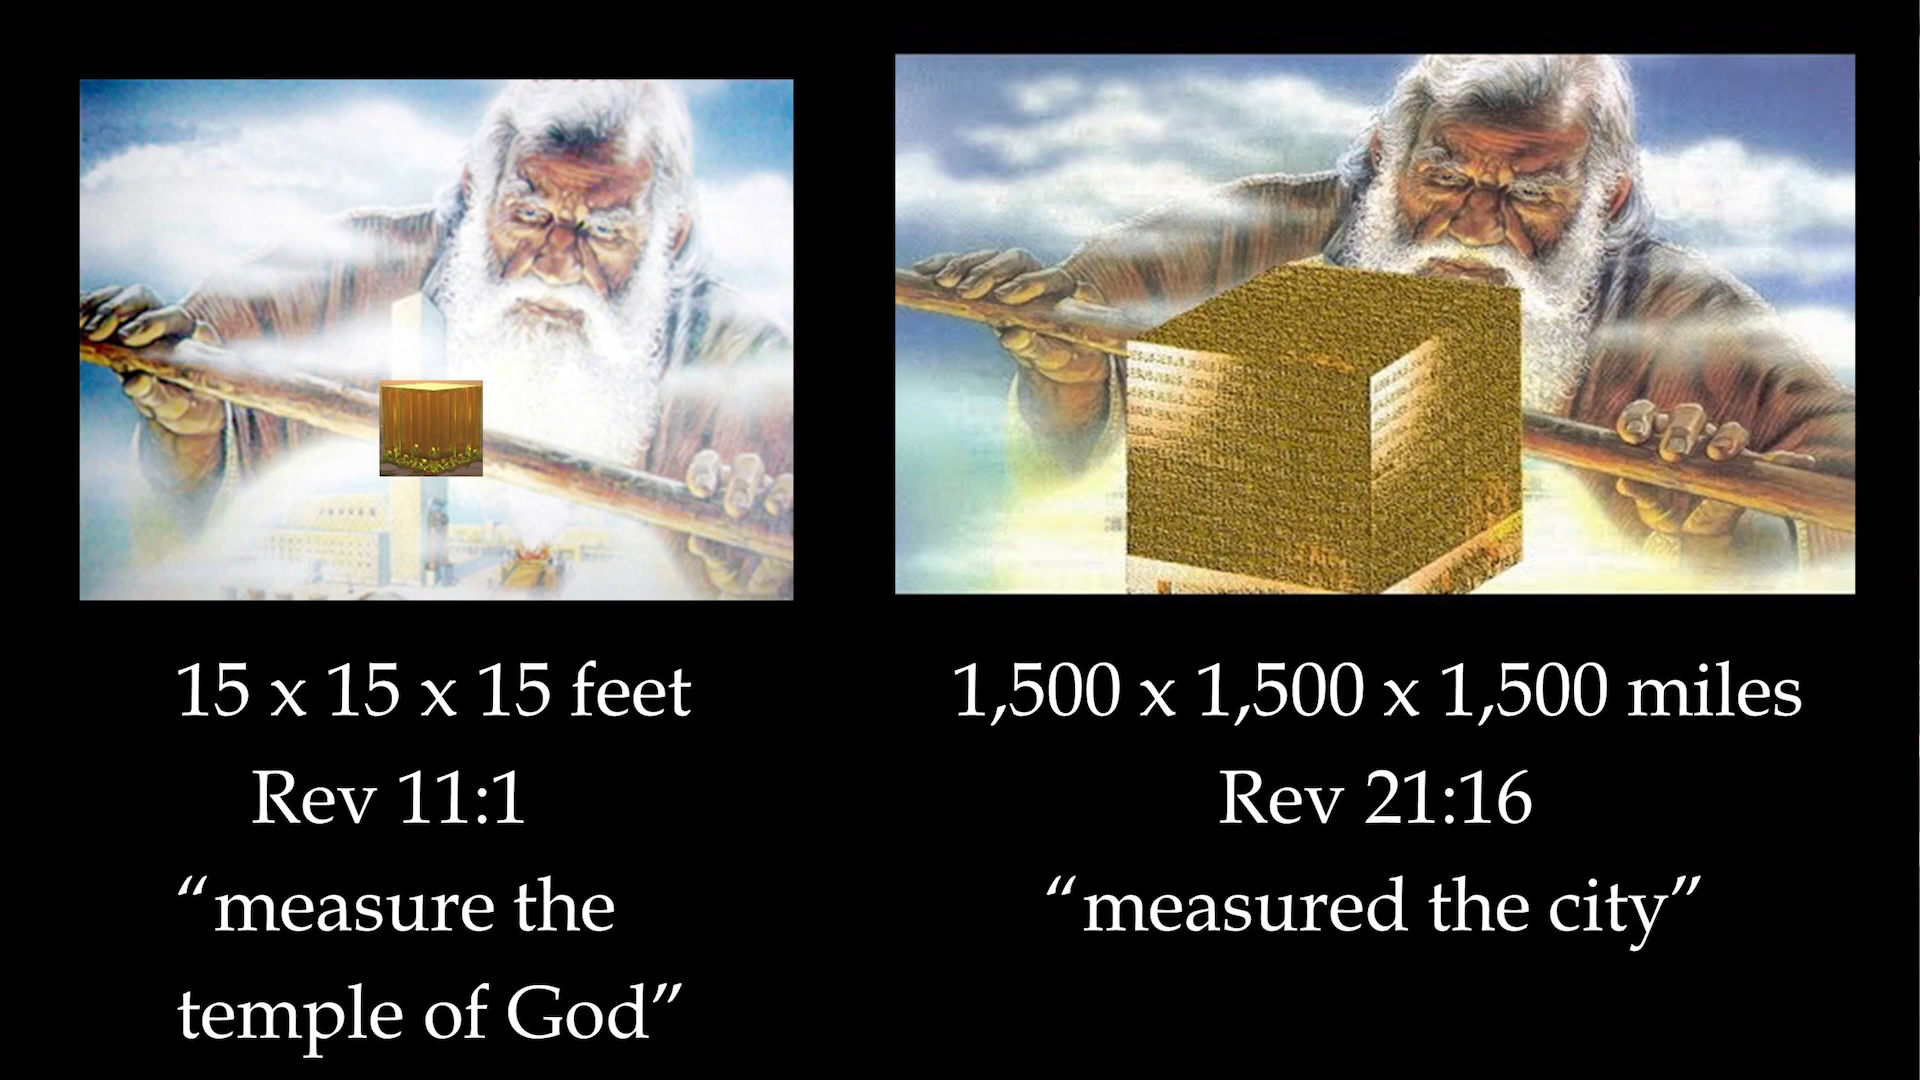 15 x 15 x 15 feet
Rev 11:1
“measure the
temple of God”
1,500 x 1,500 x 1,500 miles
Rev 21:16
“measured the city”